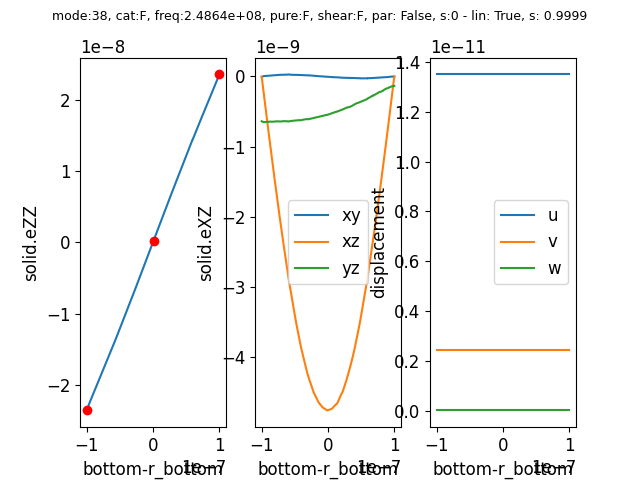 mode:38, cat:F, freq:2.4864e+08, pure:F, shear:F, par: False, s:0 - lin: True, s: 0.9999
1e−8
2
1
0
−1
−2
solid.eZZ
−1
0
1
bottom-r_bottom
1e−7
1e−9
0
−1
−2
−3
−4
solid.eXZ
xy
xz
yz
−1
0
1
bottom-r_bottom
1e−7
1e−11
1.4
1.2
1.0
0.8
0.6
0.4
0.2
0.0
displacement
u
v
w
−1
0
1
bottom-r_bottom
1e−7